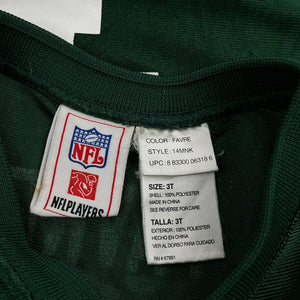 NFL
NFLPLAYERS
COLOR: FAVRE
STYLE: 14MNK
UPC: 8 83300 06318 6
SIZE: 3T
SHELL: 100% POLYESTER
MADE IN CHINA
SEE REVERSE FOR CARE
TALLA: 3T
EXTERIOR: 100% POLYESTER
HECHO EN CHINA
VER AL DORSO PARA CUIDADO